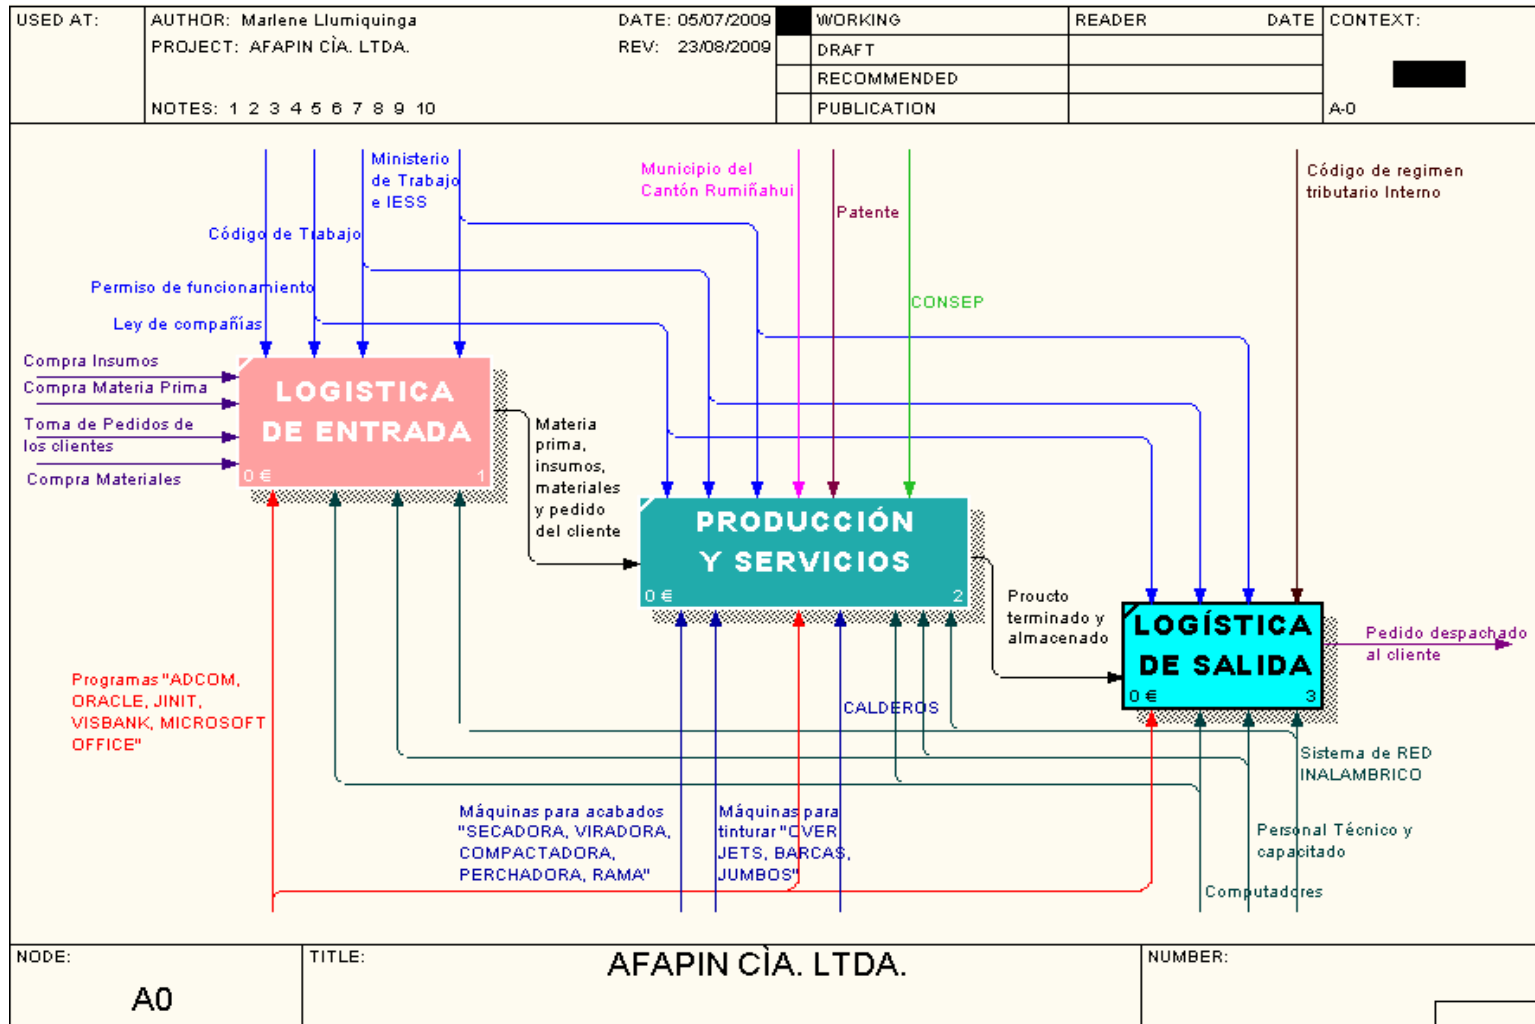 USED AT:
AUTHOR: Marlene Llumiquinga
DATE: 05/07/2009
PROJECT: AFAPIN CÌA. LTDA.
REV: 23/08/2009
NOTES: 1 2 3 4 5 6 7 8 9 10
WORKING
DRAFT
RECOMMENDED
PUBLICATION
READER
DATE
CONTEXT:
A-0
Ministerio
de Trabajo
e IESS
Código de Trabajo
Permiso de funcionamiento
Ley de compañías
Municipio del
Cantón Rumiñahui
Patente
CONSEP
Código de regimen
tributario Interno
Compra Insumos
Compra Materia Prima
Toma de Pedidos de
los clientes
Compra Materiales
LOGISTICA
DE ENTRADA
0 €
1
Materia
prima,
insumos,
materiales
y pedido
del cliente
PRODUCCIÓN
Y SERVICIOS
0 €
2
Proucto
terminado y
almacenado
LOGÍSTICA
DE SALIDA
0 €
3
Pedido despachado
al cliente
Programas "ADCOM,
ORACLE, JINIT,
VISBANK, MICROSOFT
OFFICE"
CALDEROS
Máquinas para acabados
"SECADORA, VIRADORA,
COMPACTADORA,
PERCHADORA, RAMA"
Máquinas para
tinturar "OVER
JETS, BARCAS,
JUMBOS"
Sistema de RED
INALAMBRICO
Personal Técnico y
capacitado
Computadores
NODE:
A0
TITLE:
AFAPIN CÌA. LTDA.
NUMBER: